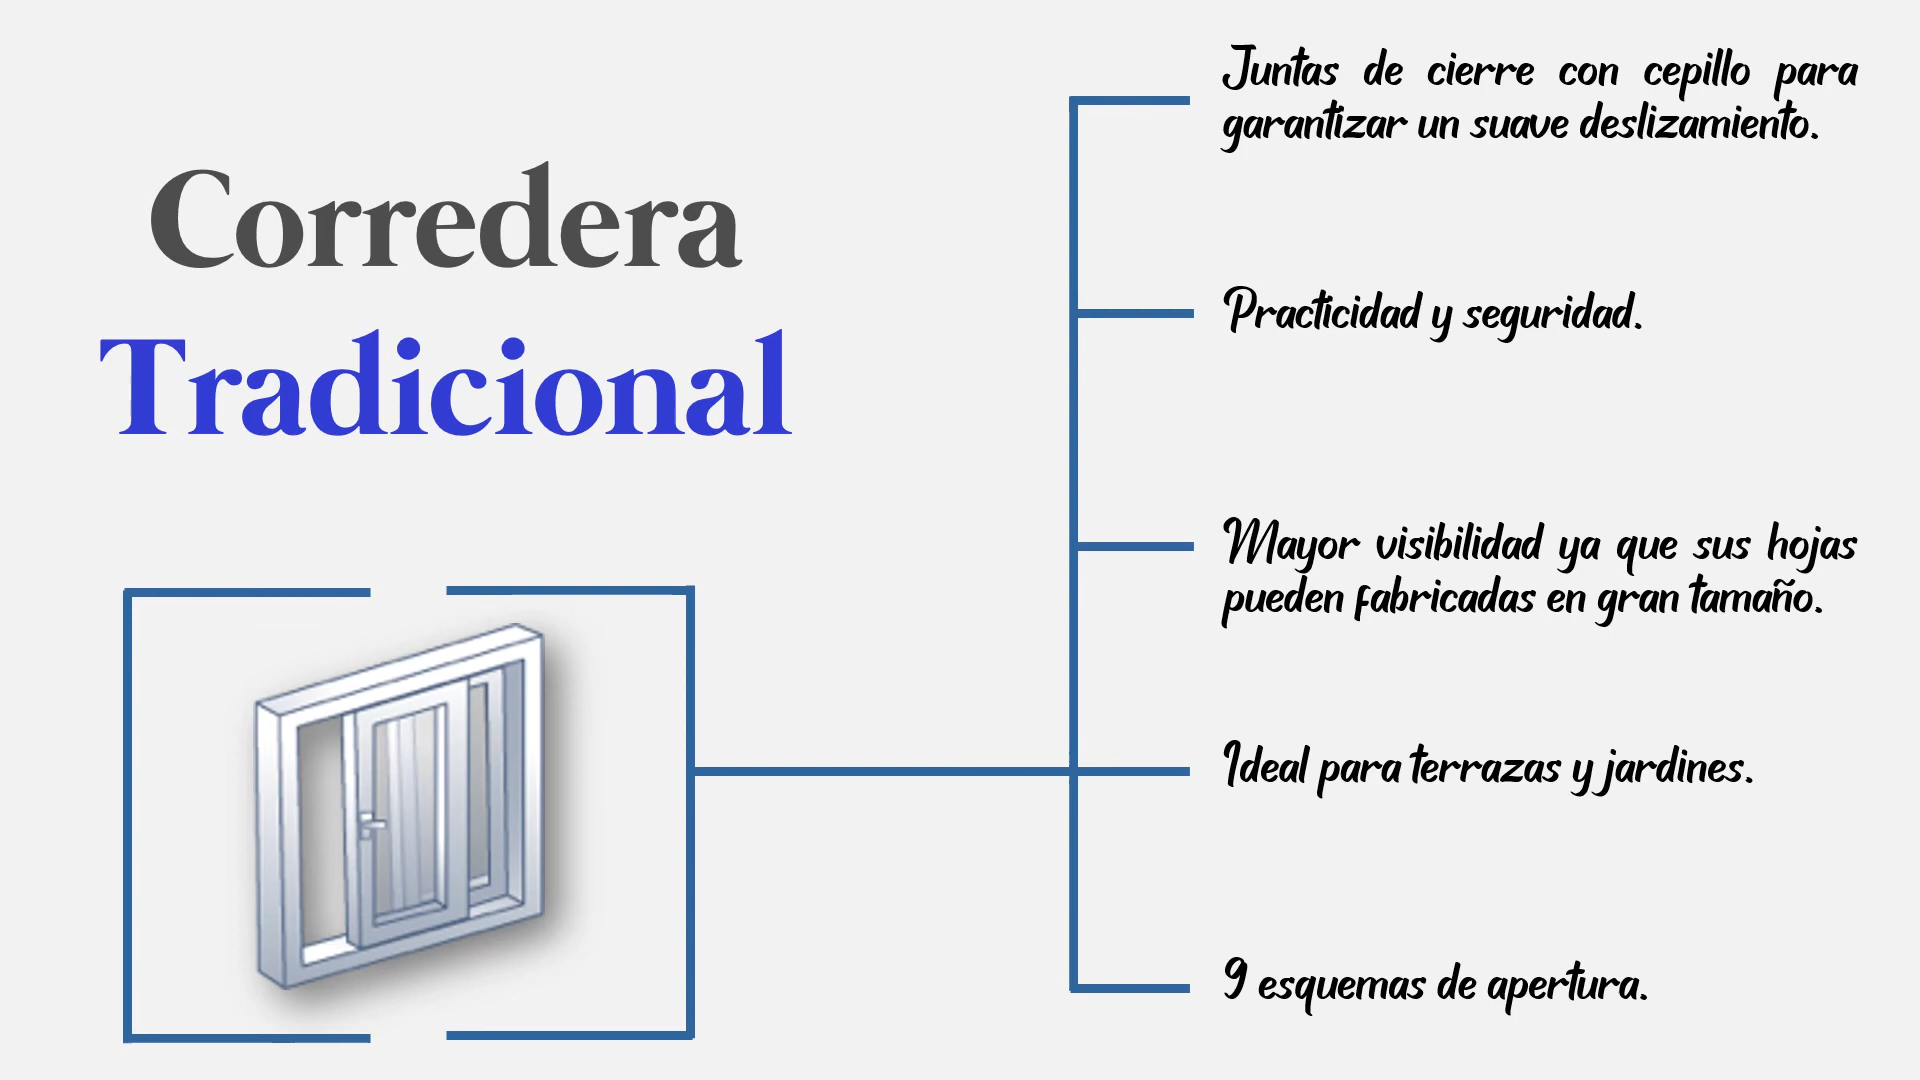 Corredera
Tradicional
Juntas de cierre con cepillo para
garantizar un suave deslizamiento.
Practicidad y seguridad.
Mayor visibilidad ya que sus hojas
pueden fabricadas en gran tamaño.
Ideal para terrazas y jardines.
9 esquemas de apertura.